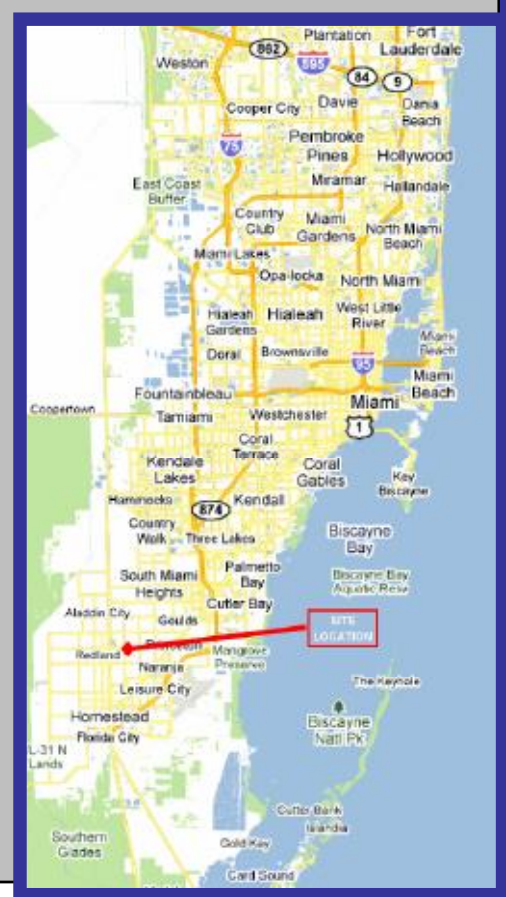 Plantation
Fort
Lauderdale
862
595
Weston
84
9
Cooper City
Davie
Dania
Beach
75
Pembroke
Pines
Hollywood
Miramar
Hallandale
East Coast
Buffer
Country
Club
Miami
Gardens
North Miami
Beach
Miami Lakes
Opa-locka
North Miami
Hialeah
Gardens
Hialeah
West Little
River
Miami
Beach
Doral
Brownsville
95
Miami
Beach
Fountainbleau
Miami
Coopertown
Tamiami
Westchester
1
Coral
Terrace
Kendale
Lakes
Coral
Gables
Key
Biscayne
Hammocks
Kendall
874
Country
Walk
Three Lakes
Biscayne
Bay
Palmetto
Bay
South Miami
Heights
Biscayne Bay
Aquatic Resv
Cutler Bay
Aladdin City
Goulds
SITE
LOCATION
Redland
Princeton
Mangrove
Preserve
Naranja
Leisure City
The Keyhole
Homestead
Biscayne
Natl Pk
Florida City
L-31 N
Lands
Cutter Bank
Islandia
Southern
Glades
Gold Key
Card Sound